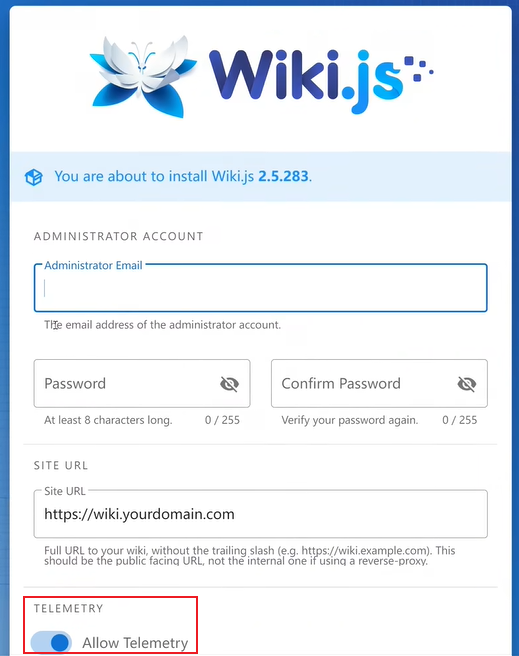 Wiki.js
You are about to install Wiki.js 2.5.283.
ADMINISTRATOR ACCOUNT
Administrator Email
The email address of the administrator account.
Password
Confirm Password
At least 8 characters long.
0 / 255
Verify your password again.
0 / 255
SITE URL
Site URL
https://wiki.yourdomain.com
Full URL to your wiki, without the trailing slash (e.g. https://wiki.example.com). This
should be the public facing URL, not the internal one if using a reverse-proxy.
TELEMETRY
Allow Telemetry